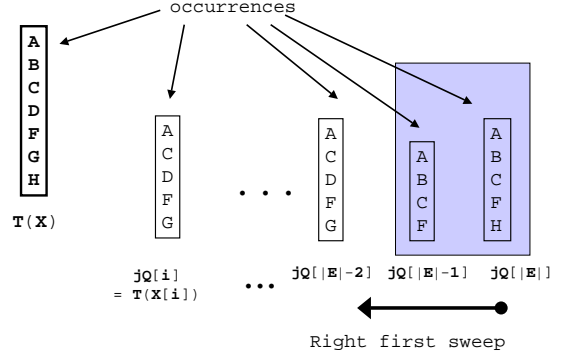 occurrences
A
B
C
D
F
G
H
T(X)
A
C
D
F
G
jQ[i]
= T(X[i])
. . .
...
A
C
D
F
G
jQ[|E|-2]
A
B
C
F
jQ[|E|-1]
A
B
C
F
H
jQ[|E|]
Right first sweep